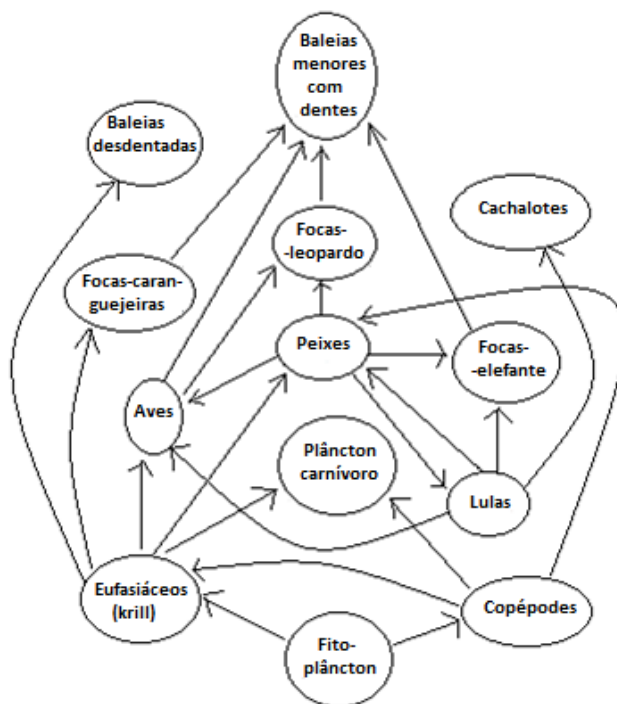 Baleias
menores
com
dentes
Baleias
desdentadas
Cachalotes
Focas-
-leopardo
Focas-caran-
guejeiras
Peixes
Focas-
-elefante
Aves
Plâncton
carnívoro
Lulas
Eufasiáceos
(krill)
Copépodes
Fito-
plâncton